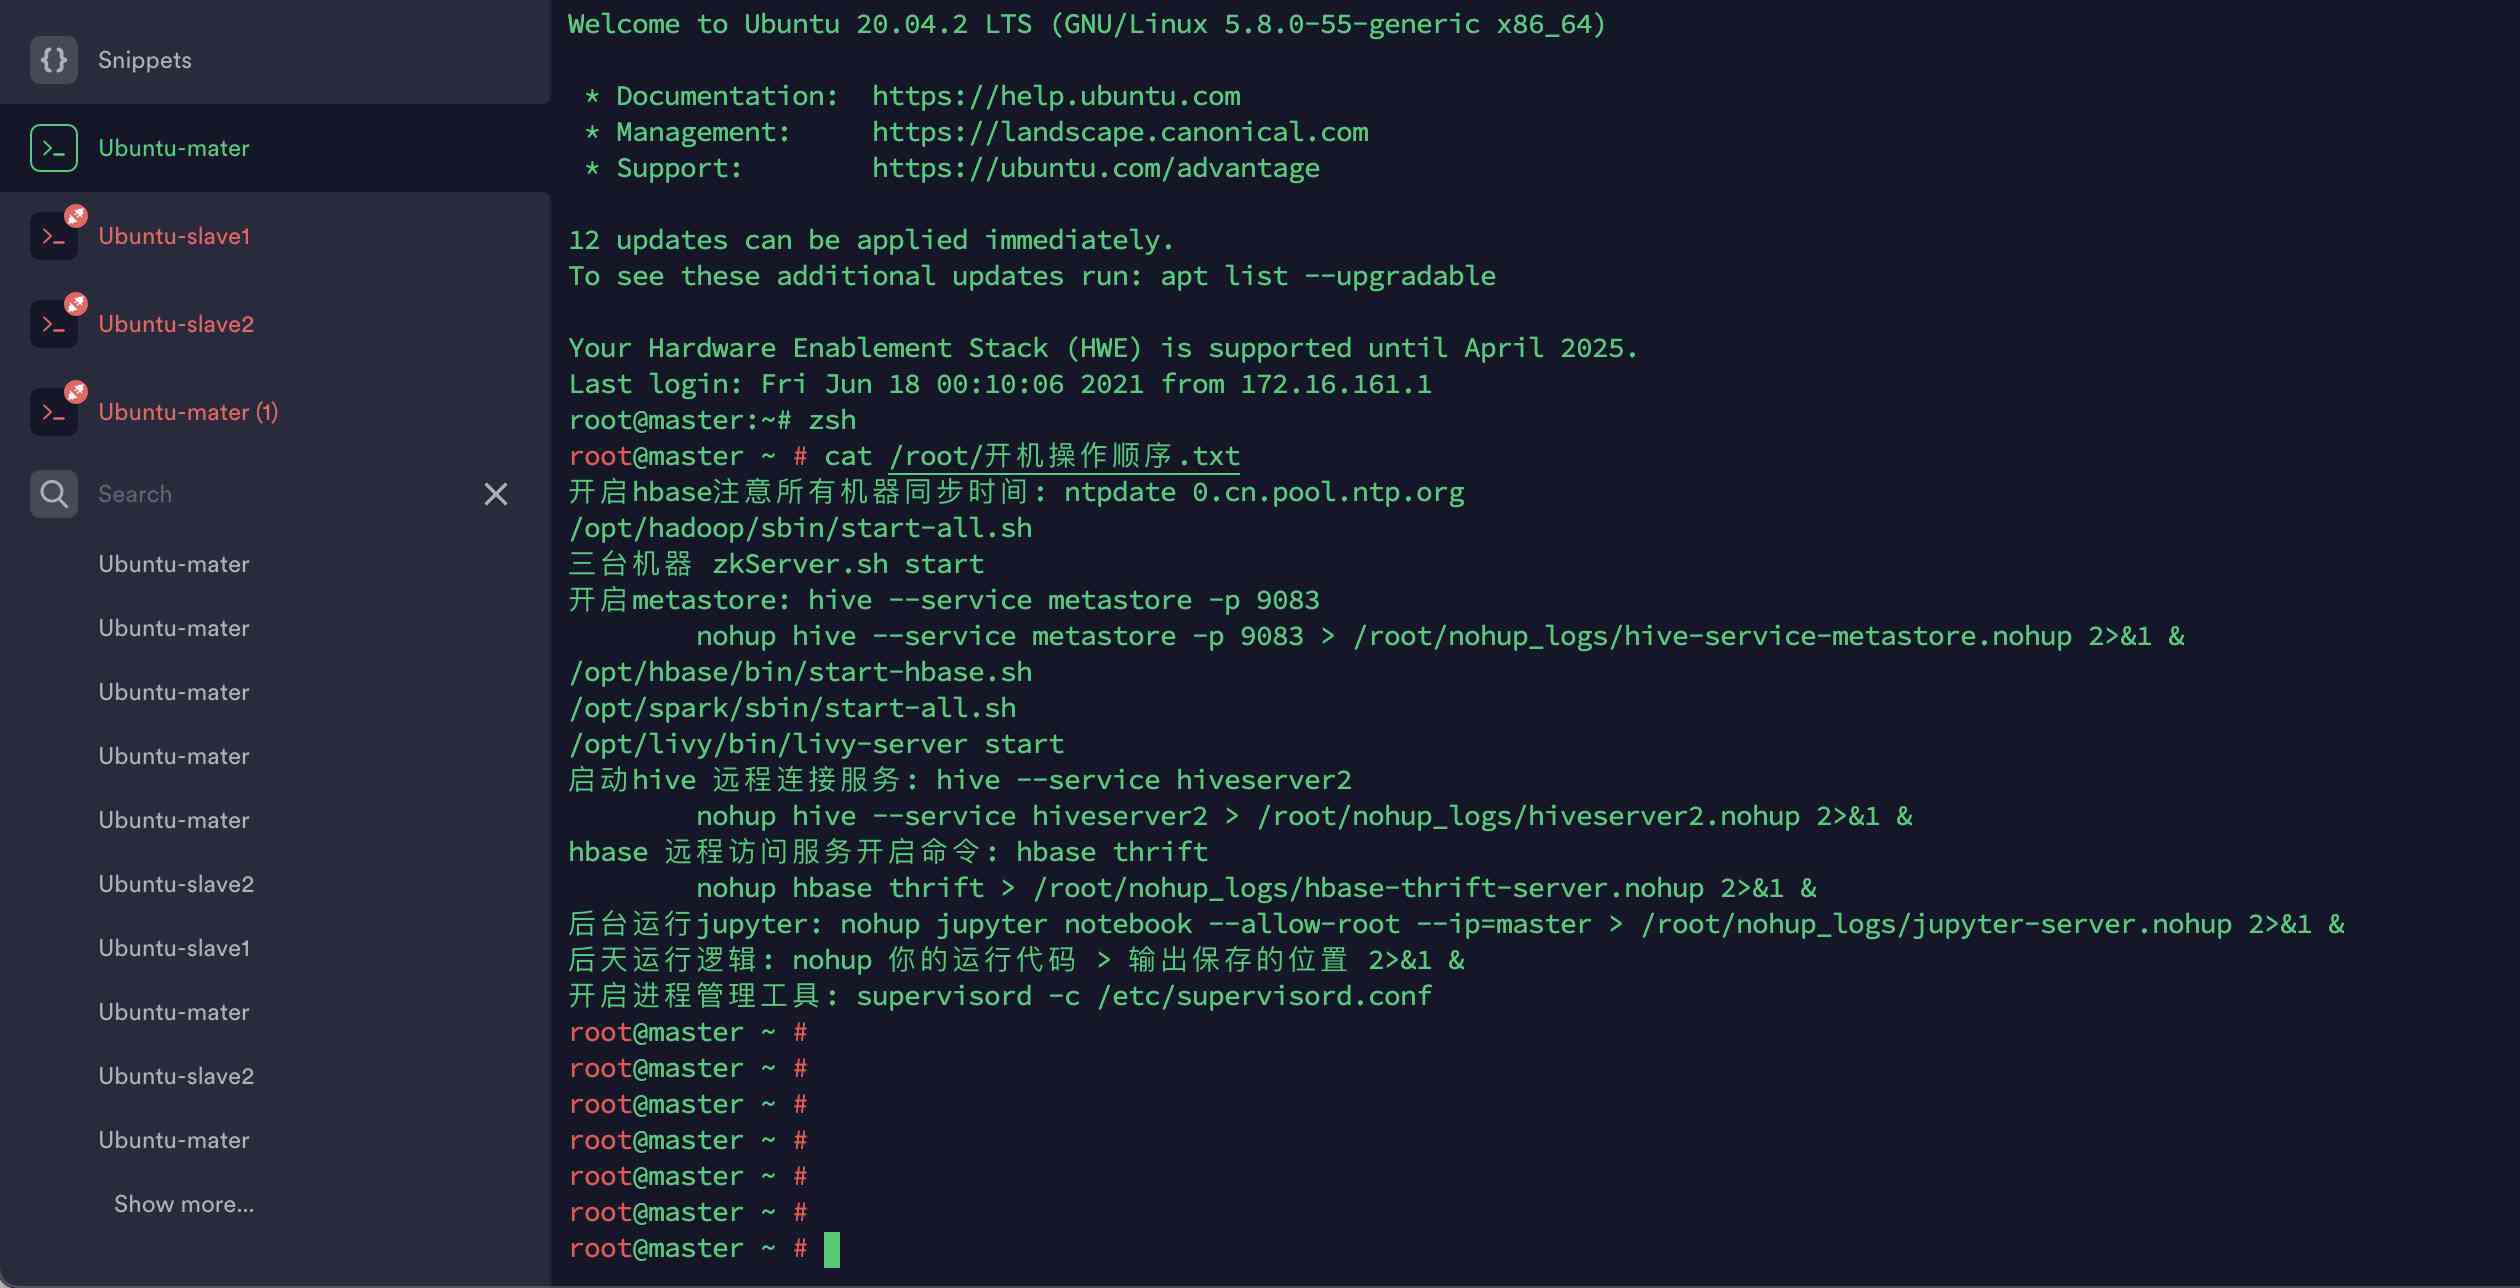 Snippets
Ubuntu-mater
Ubuntu-slave1
Ubuntu-slave2
Ubuntu-mater (1)
Search
Ubuntu-mater
Ubuntu-mater
Ubuntu-mater
Ubuntu-mater
Ubuntu-mater
Ubuntu-slave2
Ubuntu-slave1
Ubuntu-mater
Ubuntu-slave2
Ubuntu-mater
Show more...
Welcome to Ubuntu 20.04.2 LTS (GNU/Linux 5.8.0-55-generic x86_64)
* Documentation:  https://help.ubuntu.com
* Management:     https://landscape.canonical.com
* Support:        https://ubuntu.com/advantage
12 updates can be applied immediately.
To see these additional updates run: apt list --upgradable
Your Hardware Enablement Stack (HWE) is supported until April 2025.
Last login: Fri Jun 18 00:10:06 2021 from 172.16.161.1
root@master:~# zsh
root@master ~ # cat /root/开机操作顺序.txt
开启hbase注意所有机器同步时间: ntpdate 0.cn.pool.ntp.org
/opt/hadoop/sbin/start-all.sh
三台机器 zkServer.sh start
开启metastore: hive --service metastore -p 9083
nohup hive --service metastore -p 9083 > /root/nohup_logs/hive-service-metastore.nohup 2>&1 &
/opt/hbase/bin/start-hbase.sh
/opt/spark/sbin/start-all.sh
/opt/livy/bin/livy-server start
启动hive 远程连接服务: hive --service hiveserver2
nohup hive --service hiveserver2 > /root/nohup_logs/hiveserver2.nohup 2>&1 &
hbase 远程访问服务开启命令: hbase thrift
nohup hbase thrift > /root/nohup_logs/hbase-thrift-server.nohup 2>&1 &
后台运行jupyter: nohup jupyter notebook --allow-root --ip=master > /root/nohup_logs/jupyter-server.nohup 2>&1 &
后天运行逻辑: nohup 你的运行代码 > 输出保存的位置 2>&1 &
开启进程管理工具: supervisord -c /etc/supervisord.conf
root@master ~ #
root@master ~ #
root@master ~ #
root@master ~ #
root@master ~ #
root@master ~ #
root@master ~ #